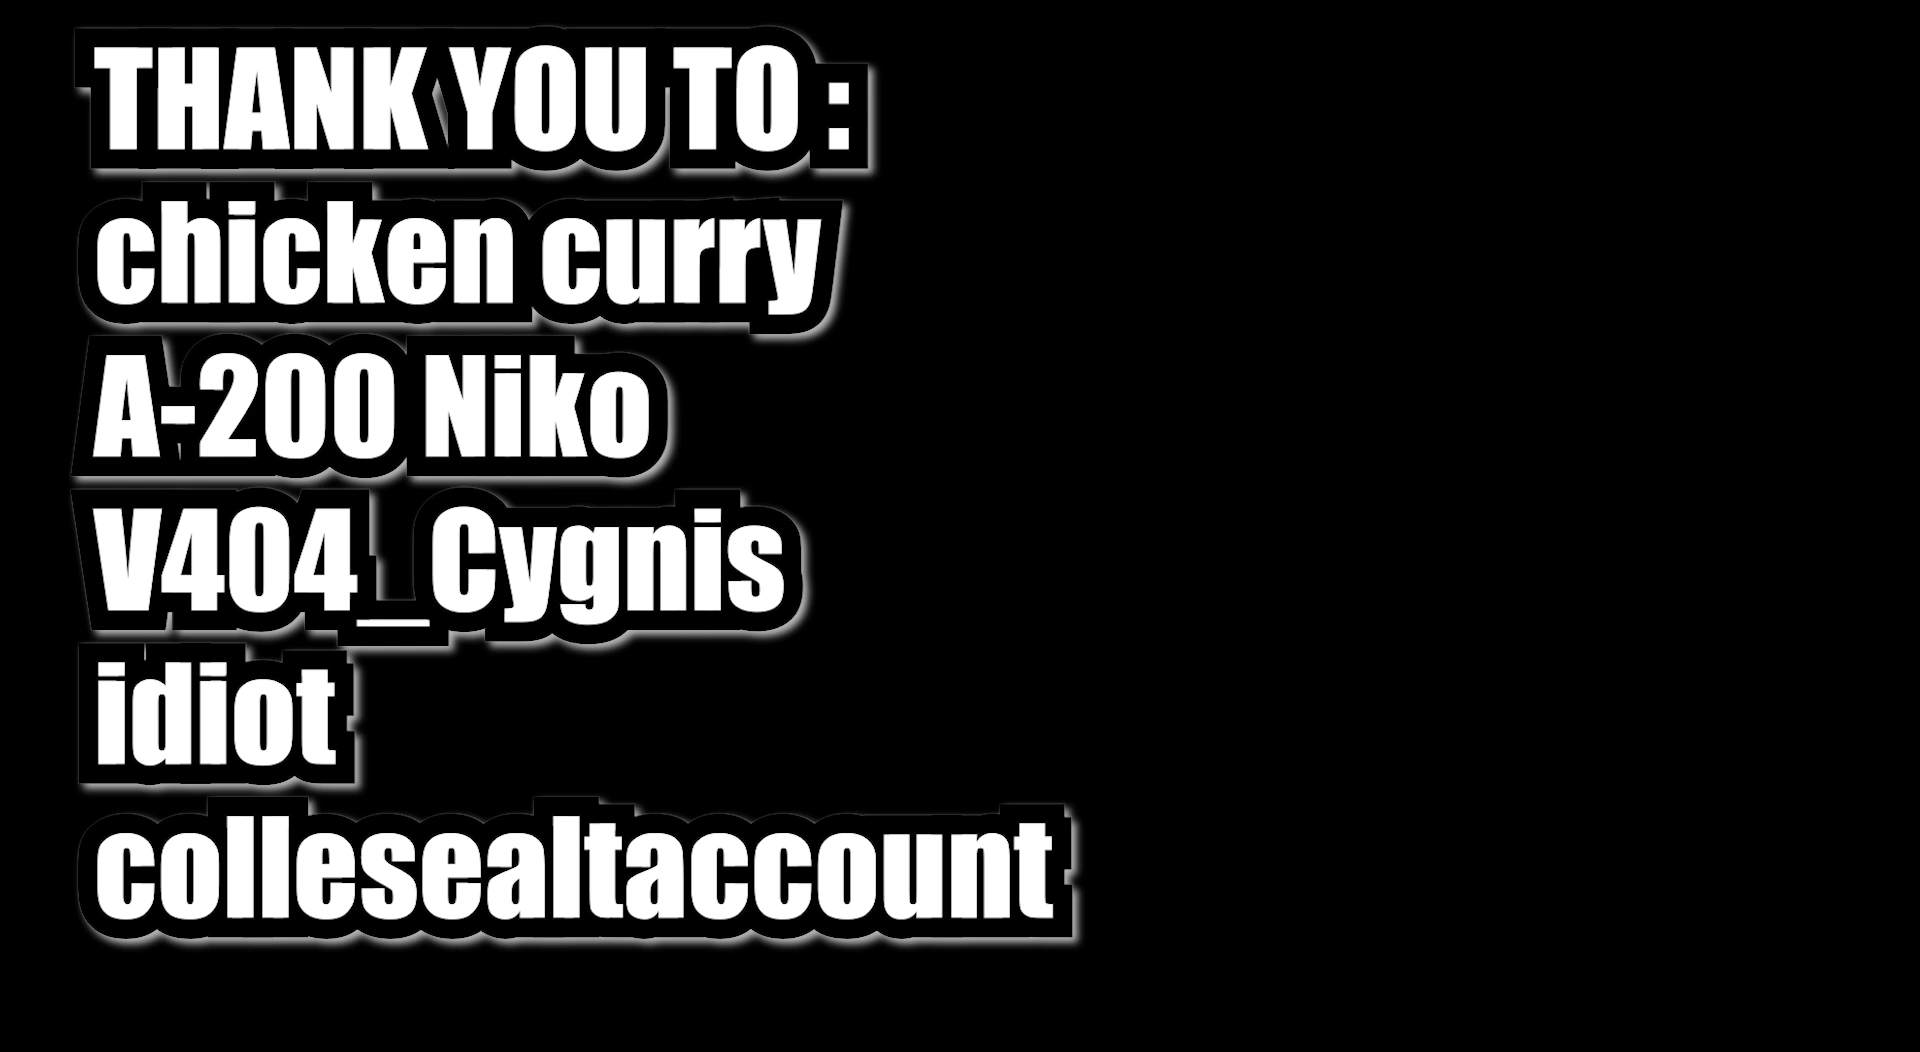 THANK YOU TO :
chicken curry
A-200 Niko
V404_Cygnis
idiot
collesealtaccount